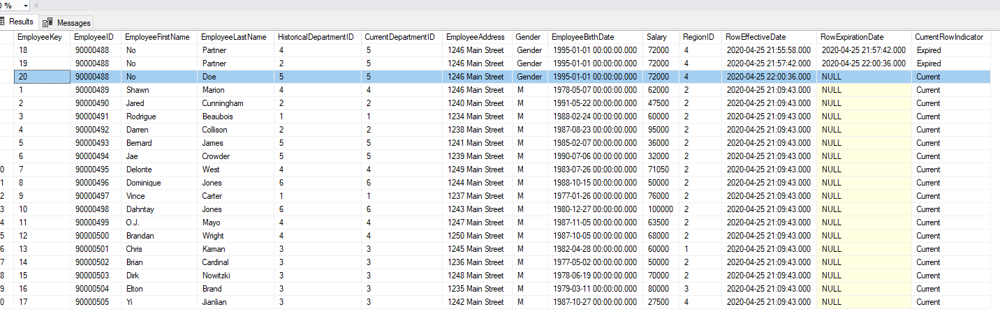 0 %
Results Messages
EmployeeKey EmployeeID EmployeeFirstName EmployeeLastName HistoricalDepartmentID CurrentDepartmentID EmployeeAddress Gender EmployeeBirthDate Salary RegionID RowEffectiveDate RowExpirationDate CurrentRowIndicator
18 90000488 No Partner 4 5 1246 Main Street Gender 1995-01-01 00:00:00.000 72000 4 2020-04-25 21:55:58.000 2020-04-25 21:57:42.000 Expired
19 90000488 No Partner 2 5 1246 Main Street Gender 1995-01-01 00:00:00.000 72000 4 2020-04-25 21:57:42.000 2020-04-25 22:00:36.000 Expired
20 90000488 No Doe 5 5 1246 Main Street Gender 1995-01-01 00:00:00.000 72000 4 2020-04-25 22:00:36.000 NULL Current
1 90000489 Shawn Marion 4 4 1246 Main Street M 1978-05-07 00:00:00.000 62000 2 2020-04-25 21:09:43.000 NULL Current
2 90000490 Jared Cunningham 2 2 1240 Main Street M 1991-05-22 00:00:00.000 47500 2 2020-04-25 21:09:43.000 NULL Current
3 90000491 Rodrigue Beaubois 1 1 1234 Main Street M 1988-02-24 00:00:00.000 60000 2 2020-04-25 21:09:43.000 NULL Current
4 90000492 Darren Collison 2 2 1238 Main Street M 1987-08-23 00:00:00.000 95000 2 2020-04-25 21:09:43.000 NULL Current
5 90000493 Bernard James 5 5 1241 Main Street M 1985-02-07 00:00:00.000 36000 2 2020-04-25 21:09:43.000 NULL Current
6 90000494 Jae Crowder 5 5 1239 Main Street M 1990-07-06 00:00:00.000 32000 2 2020-04-25 21:09:43.000 NULL Current
0 7 90000495 Delonte West 4 4 1249 Main Street M 1983-07-26 00:00:00.000 71050 2 2020-04-25 21:09:43.000 NULL Current
1 8 90000496 Dominique Jones 6 6 1244 Main Street M 1988-10-15 00:00:00.000 50000 2 2020-04-25 21:09:43.000 NULL Current
2 9 90000497 Vince Carter 1 1 1237 Main Street M 1977-01-26 00:00:00.000 76000 2 2020-04-25 21:09:43.000 NULL Current
3 10 90000498 Dahntay Jones 6 6 1243 Main Street M 1980-12-27 00:00:00.000 100000 2 2020-04-25 21:09:43.000 NULL Current
4 11 90000499 O.J. Mayo 4 4 1247 Main Street M 1987-11-05 00:00:00.000 63500 2 2020-04-25 21:09:43.000 NULL Current
5 12 90000500 Brandan Wright 4 4 1250 Main Street M 1987-10-05 00:00:00.000 68000 2 2020-04-25 21:09:43.000 NULL Current
6 13 90000501 Chris Kaman 3 3 1245 Main Street M 1982-04-28 00:00:00.000 60000 1 2020-04-25 21:09:43.000 NULL Current
7 14 90000502 Brian Cardinal 3 3 1236 Main Street M 1977-05-02 00:00:00.000 50000 2 2020-04-25 21:09:43.000 NULL Current
8 15 90000503 Dirk Nowitzki 3 3 1248 Main Street M 1978-06-19 00:00:00.000 70000 2 2020-04-25 21:09:43.000 NULL Current
9 16 90000504 Elton Brand 3 3 1235 Main Street M 1979-03-11 00:00:00.000 80000 3 2020-04-25 21:09:43.000 NULL Current
0 17 90000505 Yi Jianlian 3 3 1242 Main Street M 1987-10-27 00:00:00.000 27500 4 2020-04-25 21:09:43.000 NULL Current